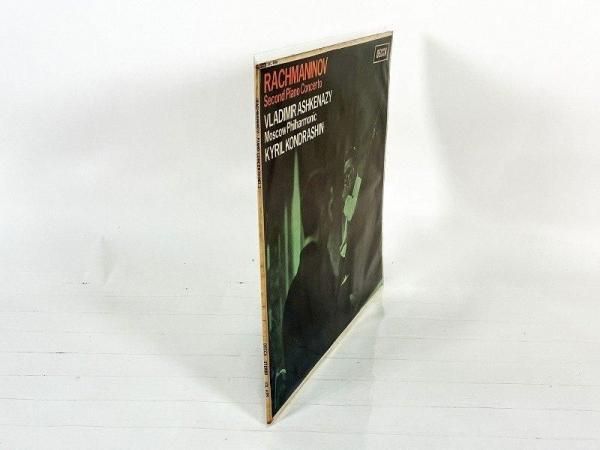 DECCA
RACHMANINOV
Second Piano Concerto
VLADIMIR ASHKENAZY
Moscow Philharmonic
KYRIL KONDRASHIN